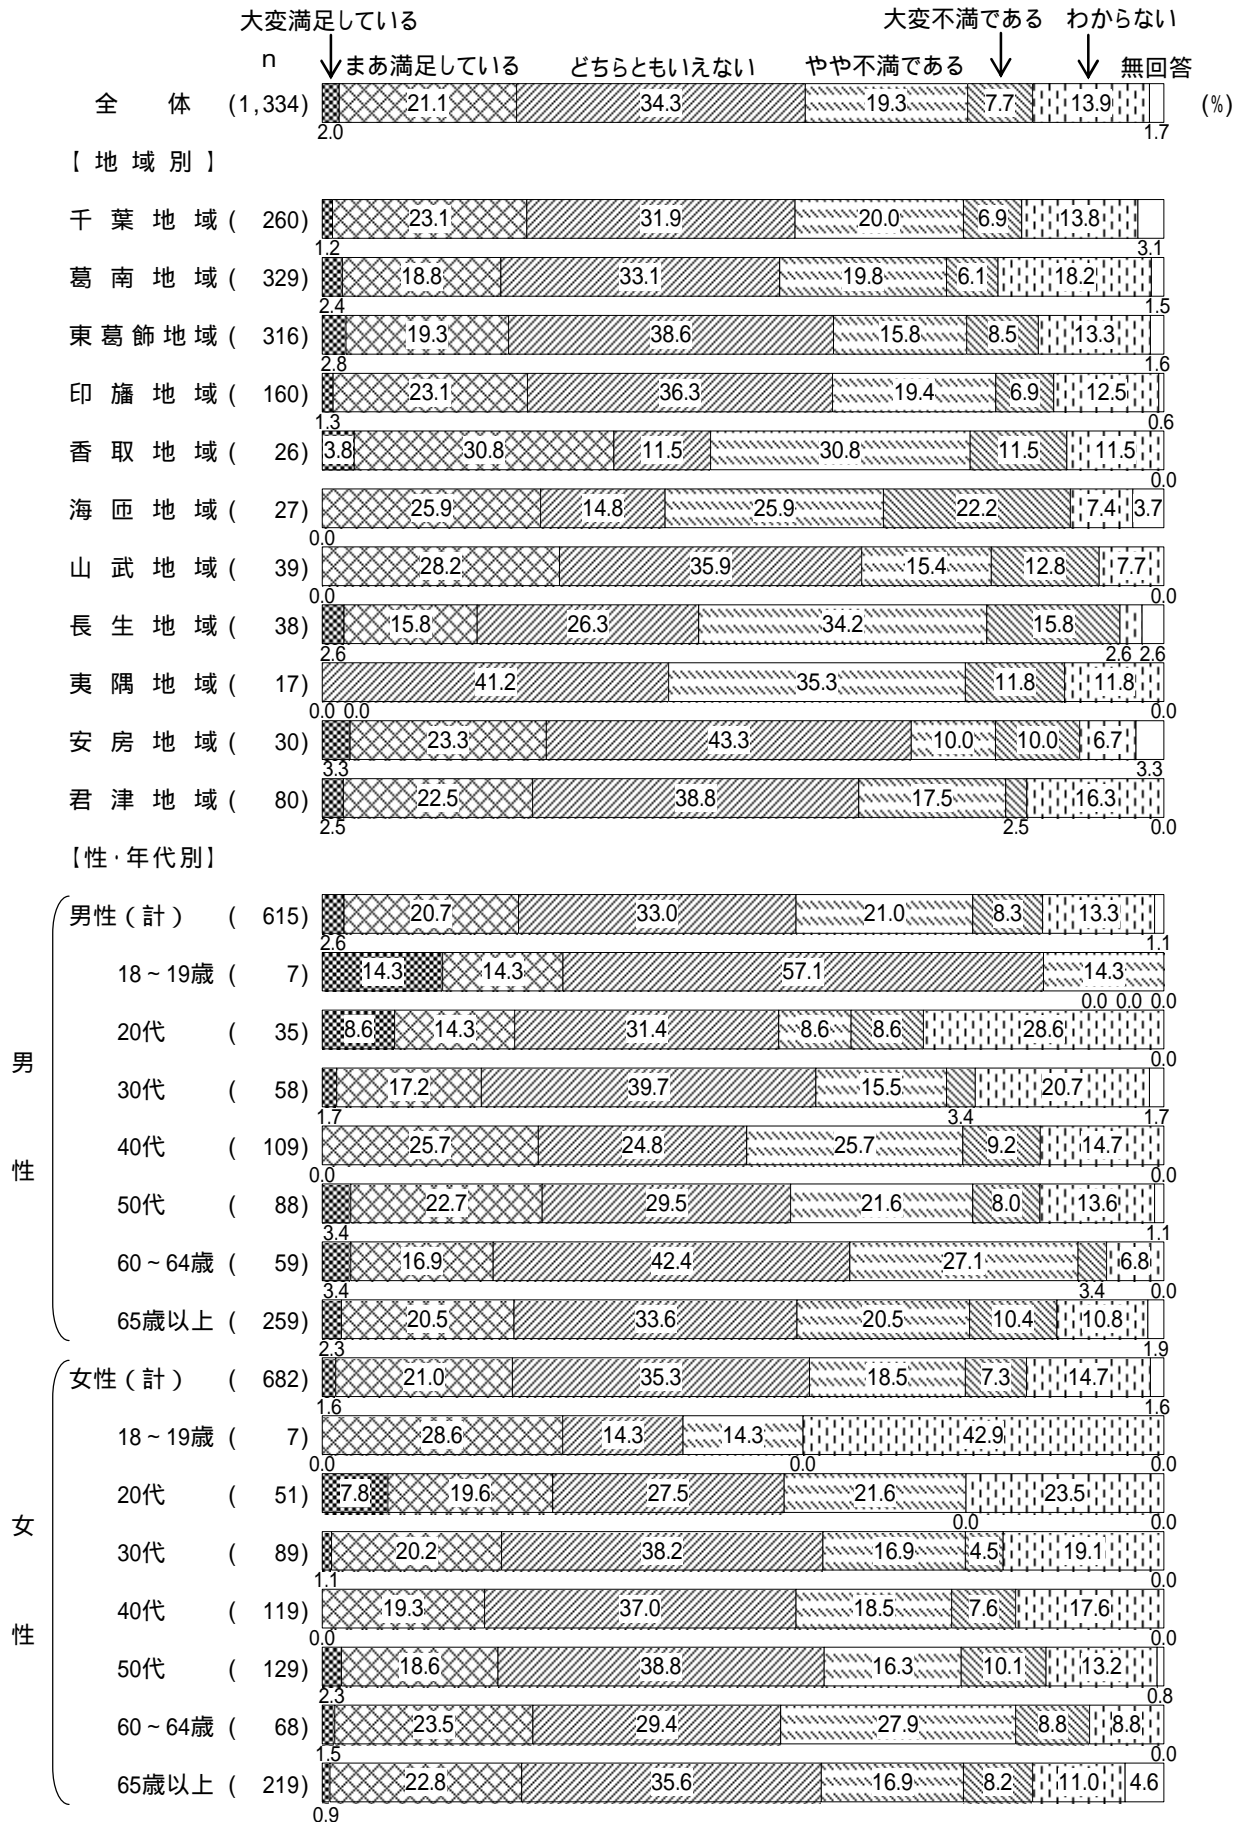 大変満足している 大変不満である わからない
n まあ満足している どちらともいえない やや不満である 無回答
全体 (1,334) 21.1 34.3 19.3 7.7 13.9 (%)
2.0 1.7
【地域別】
千葉地域( 260) 23.1 31.9 20.0 6.9 13.8
1.2 3.1
葛南地域( 329) 18.8 33.1 19.8 6.1 18.2
2.4 1.5
東葛飾地域( 316) 19.3 38.6 15.8 8.5 13.3
2.8 1.6
印旛地域( 160) 23.1 36.3 19.4 6.9 12.5
1.3 0.6
香取地域( 26) 3.8 30.8 11.5 30.8 11.5 11.5
0.0
海匝地域( 27) 25.9 14.8 25.9 22.2 7.4 3.7
0.0
山武地域( 39) 28.2 35.9 15.4 12.8 7.7
0.0 0.0
長生地域( 38) 15.8 26.3 34.2 15.8
2.6 2.6 2.6
夷隅地域( 17) 41.2 35.3 11.8 11.8
0.0 0.0 0.0
安房地域( 30) 23.3 43.3 10.0 10.0 6.7
3.3 3.3
君津地域( 80) 22.5 38.8 17.5 16.3
2.5 2.5 0.0
【性・年代別】
男性(計) ( 615) 20.7 33.0 21.0 8.3 13.3
2.6 1.1
18~19歳 ( 7) 14.3 14.3 57.1 14.3
0.0 0.0 0.0
20代 ( 35) 8.6 14.3 31.4 8.6 8.6 28.6
0.0
30代 ( 58) 17.2 39.7 15.5 20.7
1.7 3.4 1.7
40代 ( 109) 25.7 24.8 25.7 9.2 14.7
0.0 0.0
50代 ( 88) 22.7 29.5 21.6 8.0 13.6
3.4 1.1
60~64歳 ( 59) 16.9 42.4 27.1 6.8
3.4 3.4 0.0
65歳以上 ( 259) 20.5 33.6 20.5 10.4 10.8
2.3 1.9
男性
女性(計) ( 682) 21.0 35.3 18.5 7.3 14.7
1.6 1.6
18~19歳 ( 7) 28.6 14.3 14.3 42.9
0.0 0.0 0.0
20代 ( 51) 7.8 19.6 27.5 21.6 23.5
0.0 0.0
30代 ( 89) 20.2 38.2 16.9 4.5 19.1
1.1 0.0
40代 ( 119) 19.3 37.0 18.5 7.6 17.6
0.0 0.0
50代 ( 129) 18.6 38.8 16.3 10.1 13.2
2.3 0.8
60~64歳 ( 68) 23.5 29.4 27.9 8.8 8.8
1.5 0.0
65歳以上 ( 219) 22.8 35.6 16.9 8.2 11.0 4.6
0.9
女性